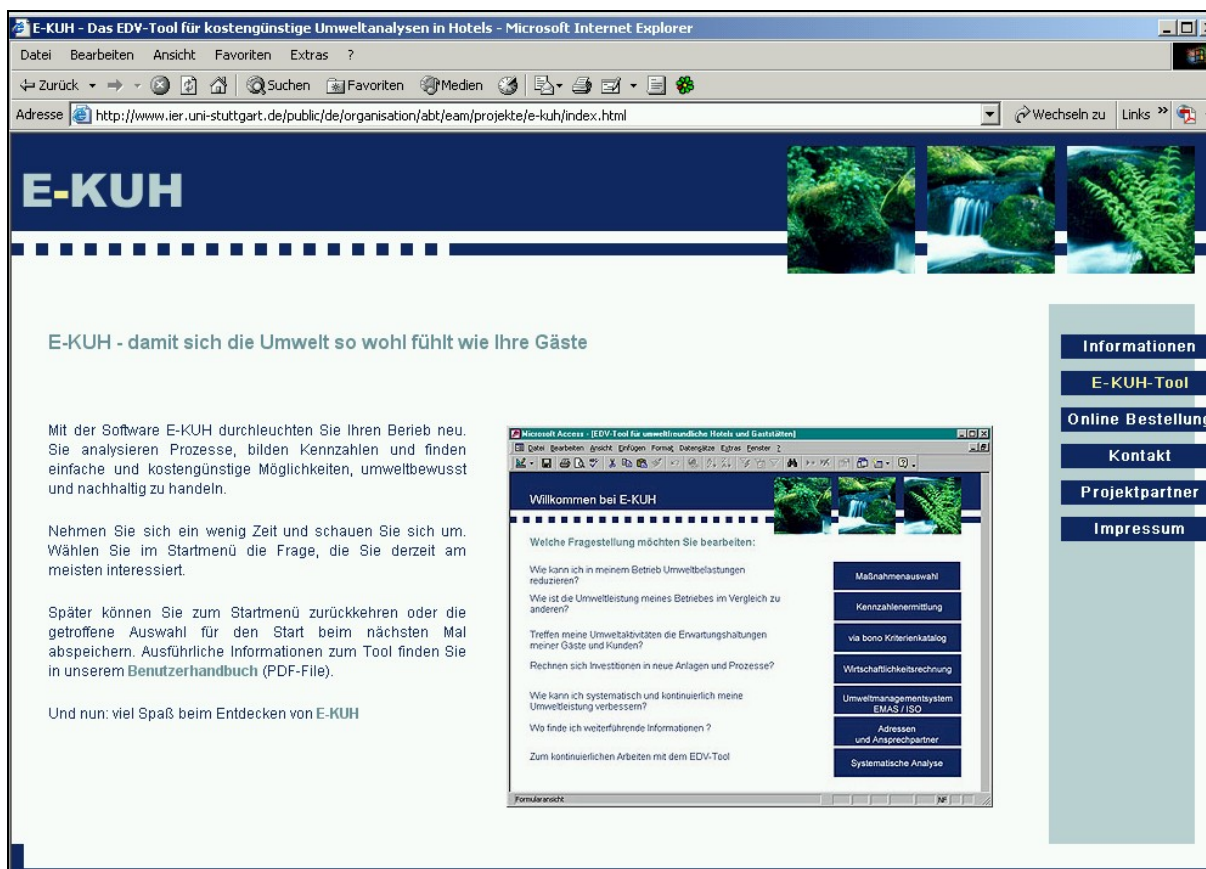 E-KUH - Das EDV-Tool für kostengünstige Umweltanalysen in Hotels - Microsoft Internet Explorer
Datei Bearbeiten Ansicht Favoriten Extras ?
Zurück Suchen Favoriten Medien
Adresse http://www.ier.uni-stuttgart.de/public/de/organisation/abt/eam/projekte/e-kuh/index.html Wechseln zu Links »
E-KUH
E-KUH - damit sich die Umwelt so wohl fühlt wie Ihre Gäste
Mit der Software E-KUH durchleuchten Sie Ihren Berieb neu.
Sie analysieren Prozesse, bilden Kennzahlen und finden
einfache und kostengünstige Möglichkeiten, umweltbewusst
und nachhaltig zu handeln.
Nehmen Sie sich ein wenig Zeit und schauen Sie sich um.
Wählen Sie im Startmenü die Frage, die Sie derzeit am
meisten interessiert.
Später können Sie zum Startmenü zurückkehren oder die
getroffene Auswahl für den Start beim nächsten Mal
abspeichern. Ausführliche Informationen zum Tool finden Sie
in unserem Benutzerhandbuch (PDF-File).
Und nun: viel Spaß beim Entdecken von E-KUH
Microsoft Access - [EDV-Tool für umweltfreundliche Hotels und Gaststätten]
Datei Bearbeiten Ansicht Einfügen Format Datensätze Extras Fenster ?
Willkommen bei E-KUH
Welche Fragestellung möchten Sie bearbeiten:
Wie kann ich in meinem Betrieb Umweltbelastungen
reduzieren?
Maßnahmenauswahl
Wie ist die Umweltleistung meines Betriebes im Vergleich zu
anderen?
Kennzahlenermittlung
Treffen meine Umweltaktivitäten die Erwartungshaltungen
meiner Gäste und Kunden?
via bono Kriterienkatalog
Rechnen sich Investitionen in neue Anlagen und Prozesse?
Wirtschaftlichkeitsrechnung
Wie kann ich systematisch und kontinuierlich meine
Umweltleistung verbessern?
Umweltmanagementsystem
EMAS / ISO
Wo finde ich weiterführende Informationen ?
Adressen
und Ansprechpartner
Zum kontinuierlichen Arbeiten mit dem EDV-Tool
Systematische Analyse
Formularansicht NF
Informationen
E-KUH-Tool
Online Bestellung
Kontakt
Projektpartner
Impressum